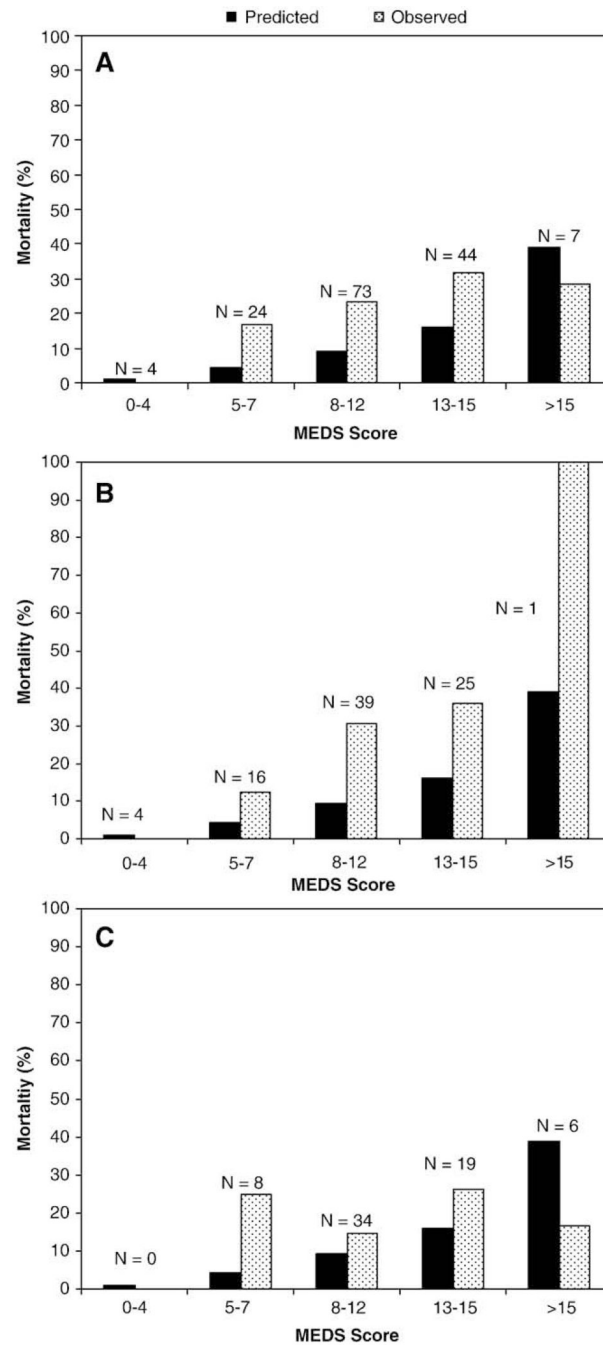 Predicted Observed
A
100
90
80
70
60
50
40
30
20
10
0
Mortality (%)
N = 4
N = 24
N = 73
N = 44
N = 7
0-4 5-7 8-12 13-15 >15
MEDS Score
B
100
90
80
70
60
50
40
30
20
10
0
Mortality (%)
N = 4
N = 16
N = 39
N = 25
N = 1
0-4 5-7 8-12 13-15 >15
MEDS Score
C
100
90
80
70
60
50
40
30
20
10
0
Mortaltiy (%)
N = 0
N = 8
N = 34
N = 19
N = 6
0-4 5-7 8-12 13-15 >15
MEDS Score